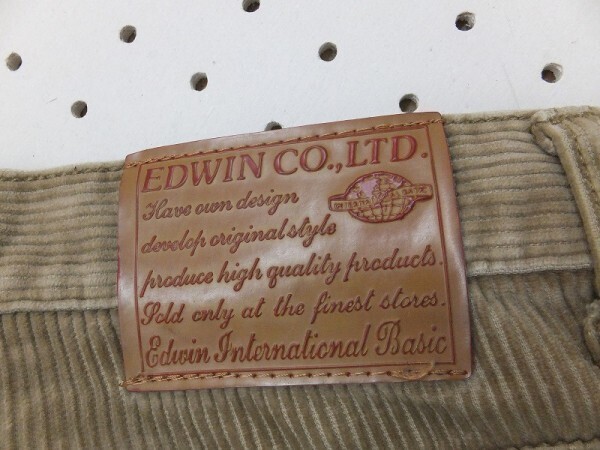 EDWIN CO., LTD.
Have own design
develop original style
produce high quality products.
Sold only at the finest stores.
Edwin International Basic